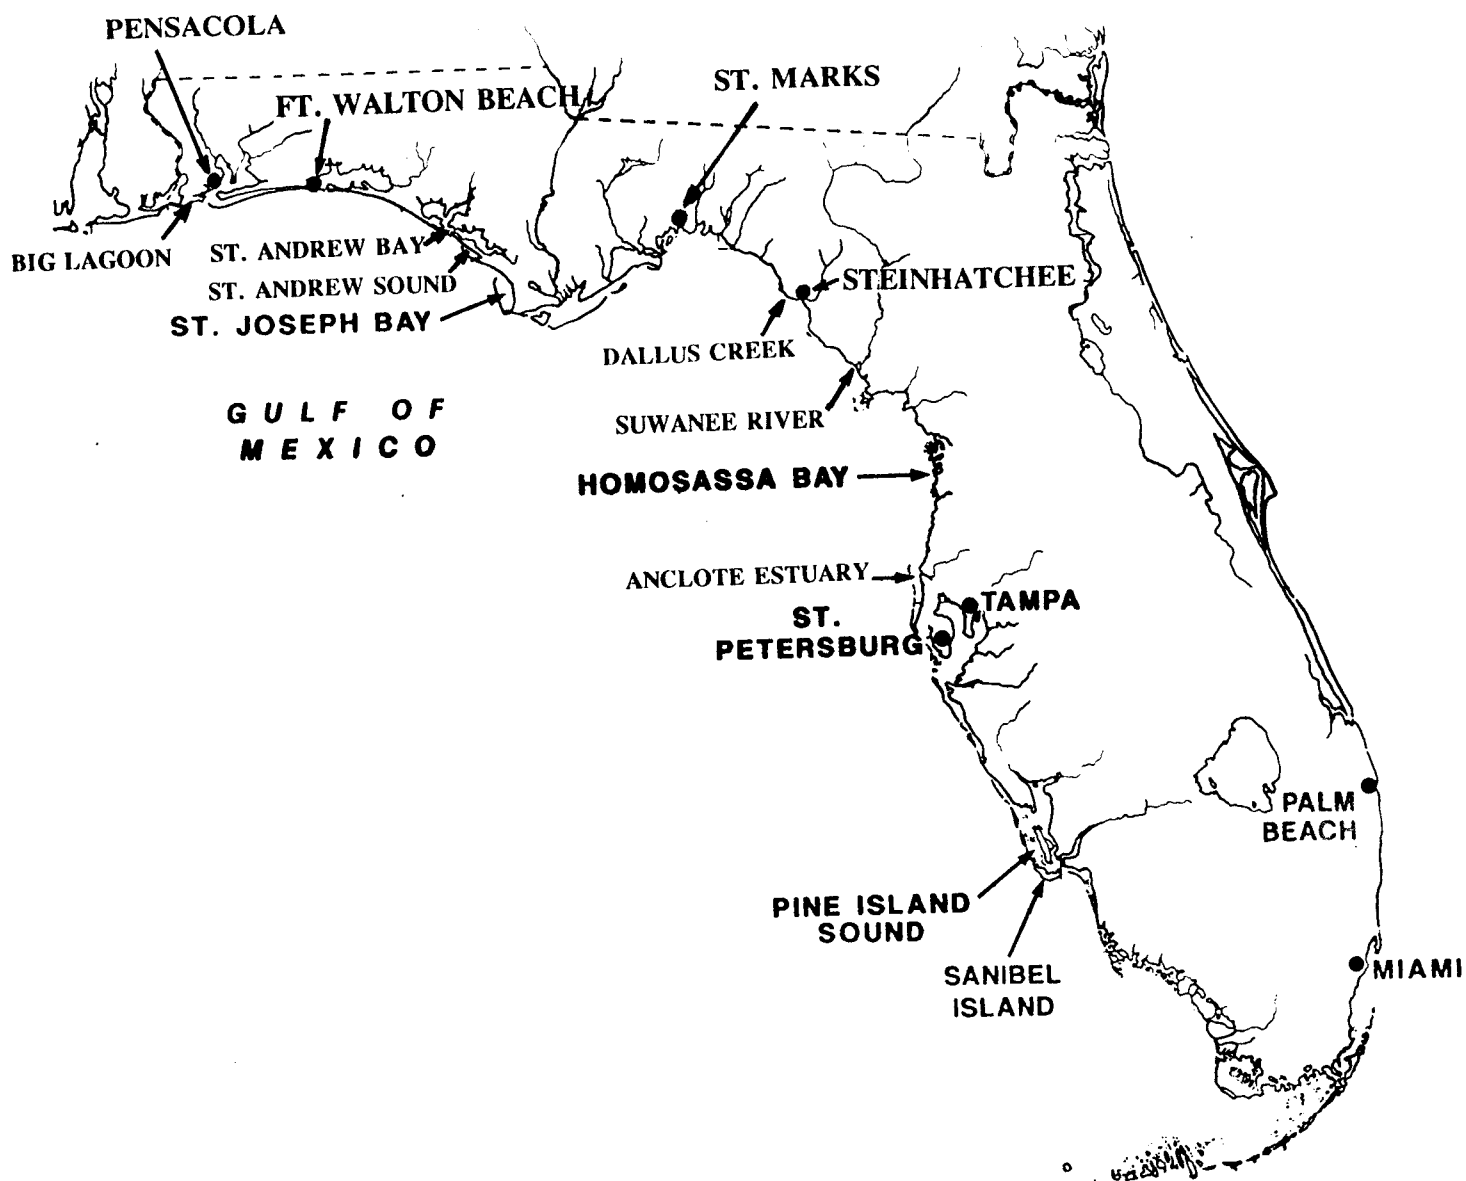 PENSACOLA
FT. WALTON BEACH
ST. MARKS
BIG LAGOON
ST. ANDREW BAY
ST. ANDREW SOUND
ST. JOSEPH BAY
STEINHATCHEE
DALLUS CREEK
SUWANEE RIVER
GULF OF
MEXICO
HOMOSASSA BAY
ANCLOTE ESTUARY
TAMPA
ST.
PETERSBURG
PALM
BEACH
PINE ISLAND
SOUND
SANIBEL
ISLAND
MIAMI